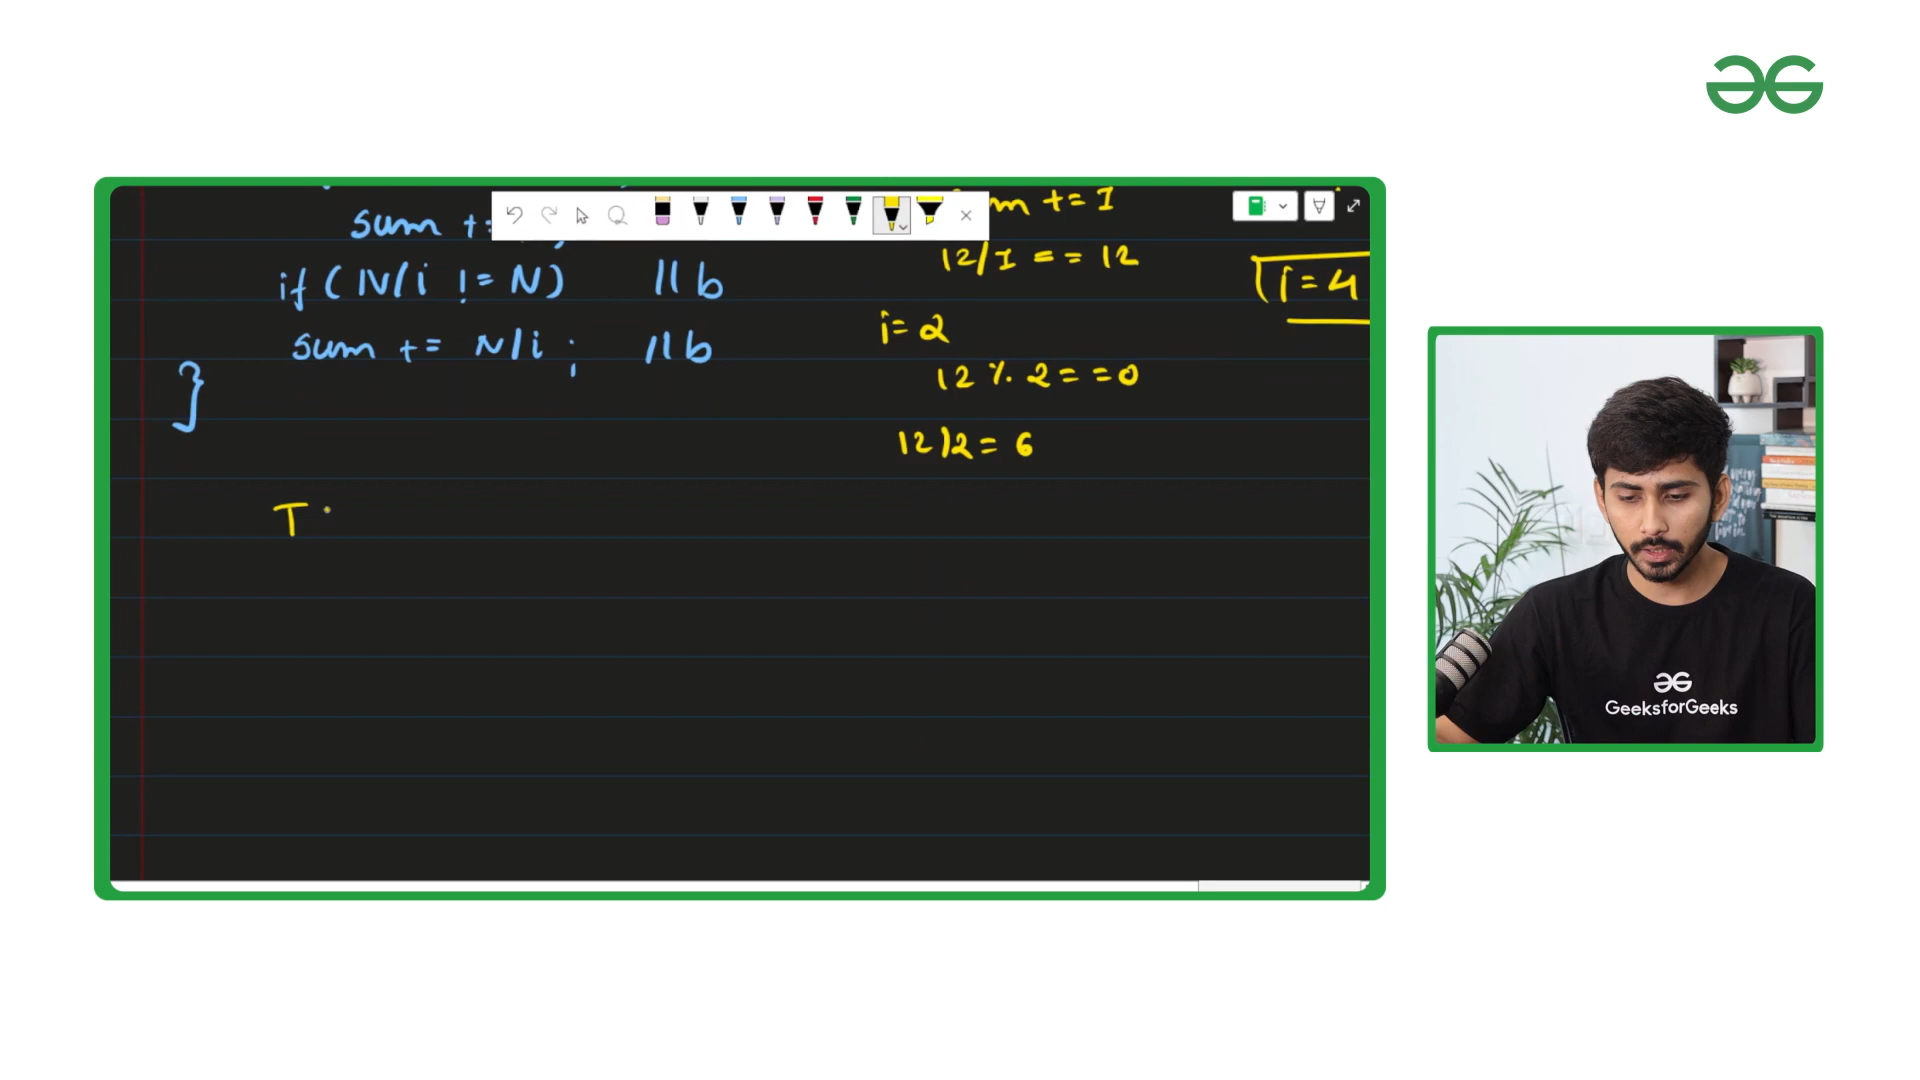 sum +=
if ( N/i != N) // b
sum += N/i ; // b
}
T
m += 1
12/1 = = 12
i = 2
12 % 2 = = 0
12/2 = 6
i = 4
GeeksforGeeks